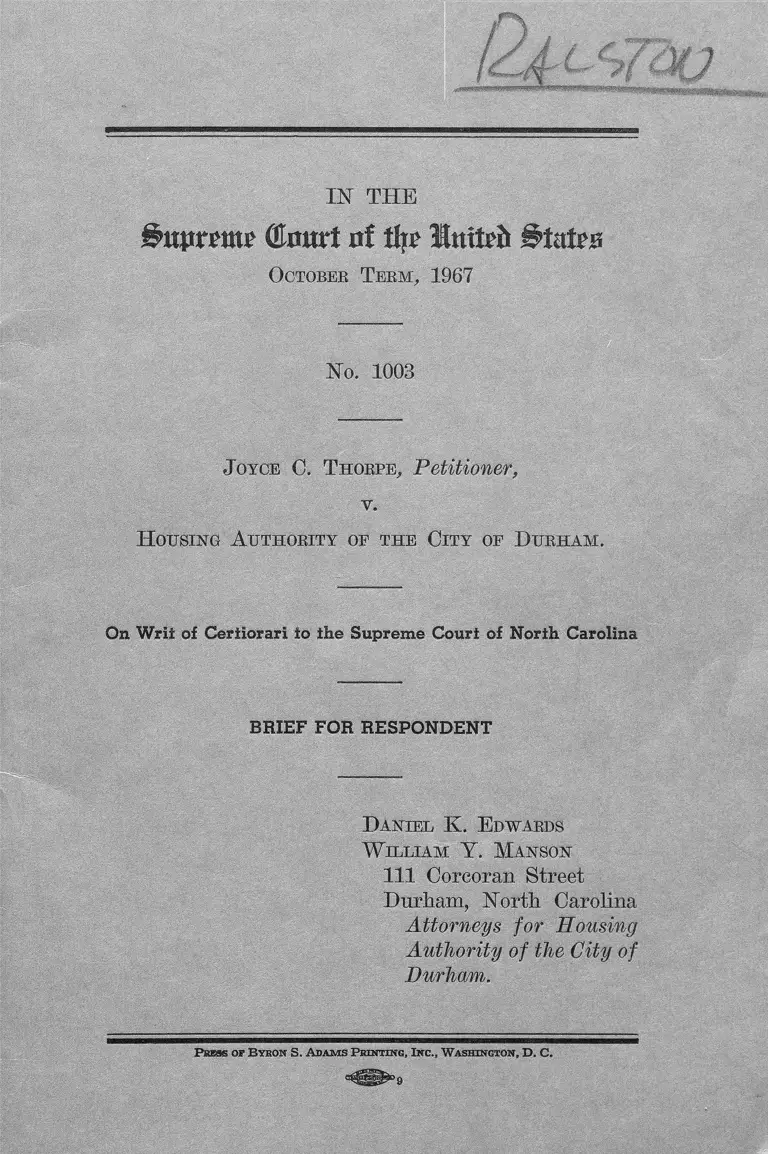 RALSTON
IN THE
Supreme Court of the United States
OCTOBER TERM, 1967
No. 1003
JOYCE C. THORPE, Petitioner,
v.
HOUSING AUTHORITY OF THE CITY OF DURHAM.
On Writ of Certiorari to the Supreme Court of North Carolina
BRIEF FOR RESPONDENT
DANIEL K. EDWARDS
WILLIAM Y. MANSON
111 Corcoran Street
Durham, North Carolina
Attorneys for Housing
Authority of the City of
Durham.
PRESS OF BYRON S. ADAMS PRINTING, INC., WASHINGTON, D. C.
9